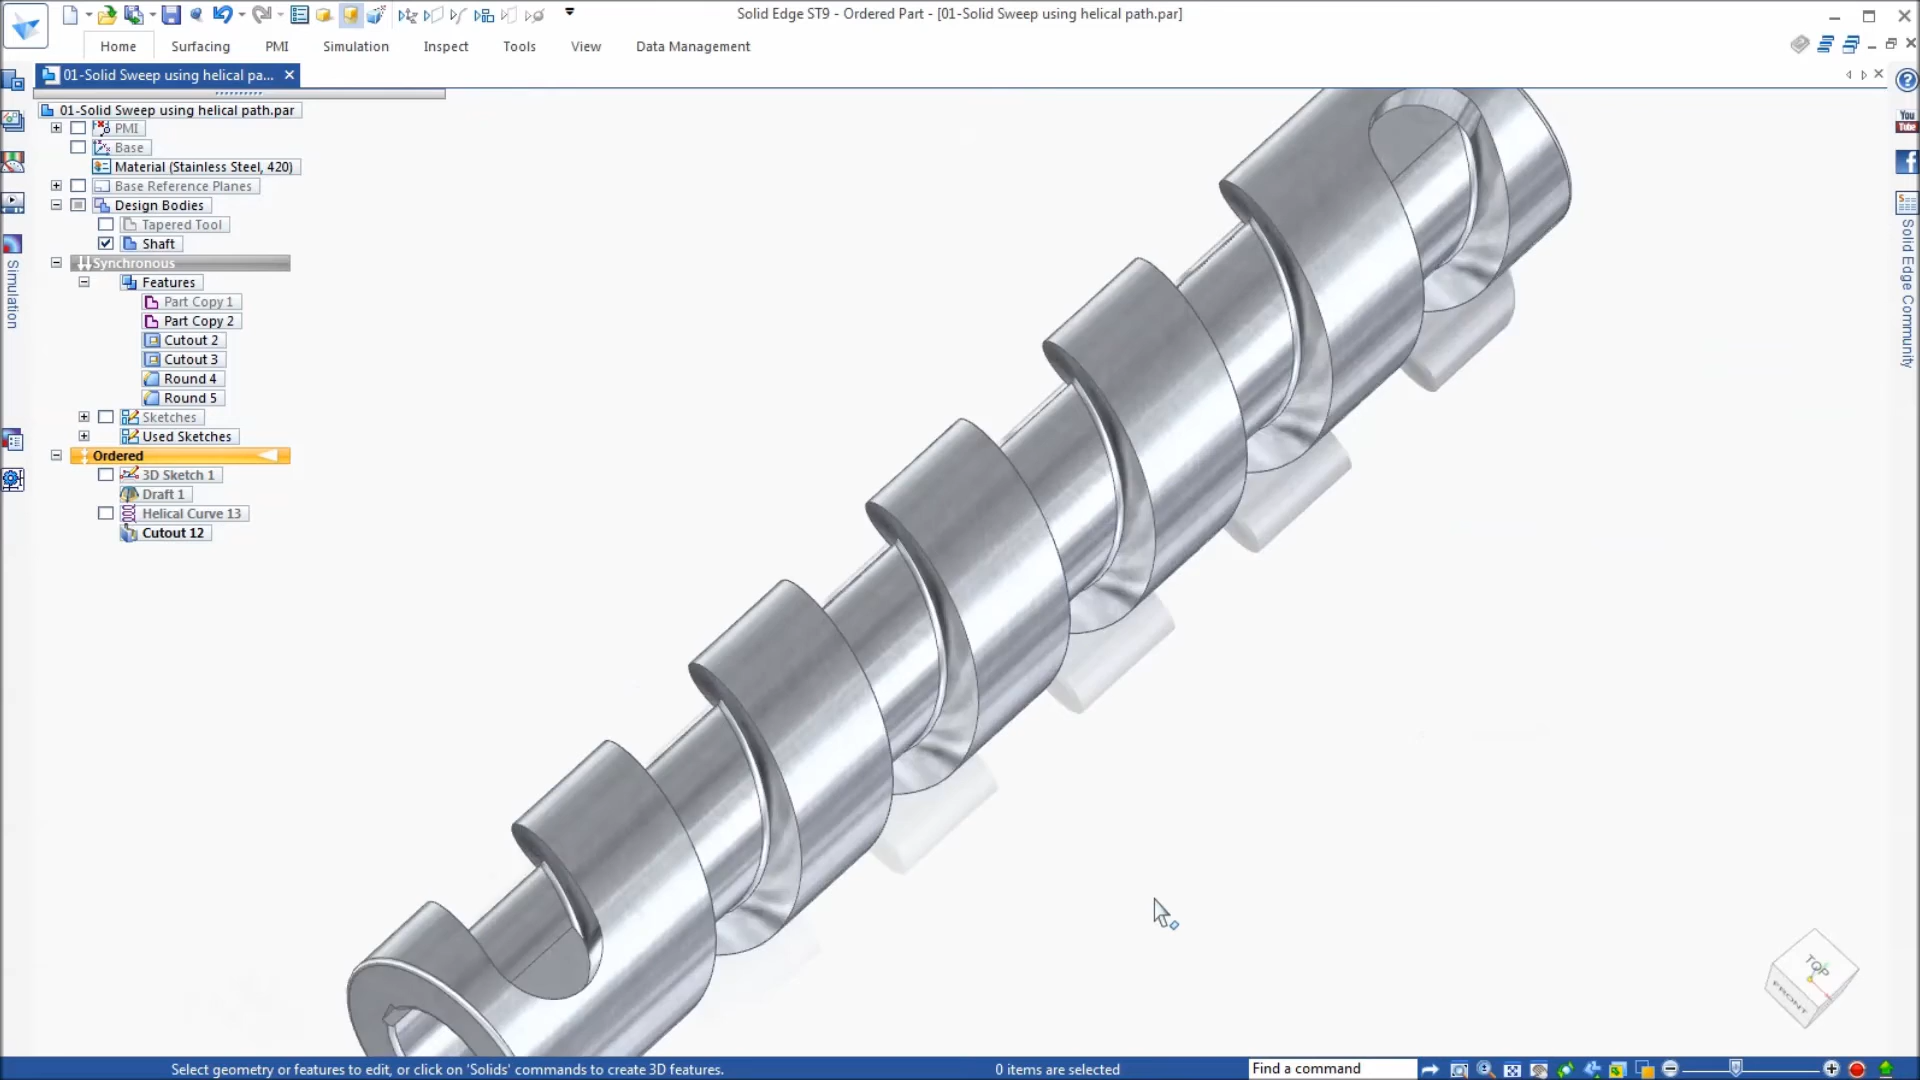 Solid Edge ST9 - Ordered Part - [01-Solid Sweep using helical path.par]
Home Surfacing PMI Simulation Inspect Tools View Data Management
01-Solid Sweep using helical pa...
01-Solid Sweep using helical path.par
PMI
Base
Material (Stainless Steel, 420)
Base Reference Planes
Design Bodies
Tapered Tool
Shaft
Synchronous
Features
Part Copy 1
Part Copy 2
Cutout 2
Cutout 3
Round 4
Round 5
Sketches
Used Sketches
Ordered
3D Sketch 1
Draft 1
Helical Curve 13
Cutout 12
Simulation
You
Tube
Solid Edge Community
TOP
FRONT
Select geometry or features to edit, or click on 'Solids' commands to create 3D features.
0 items are selected
Find a command